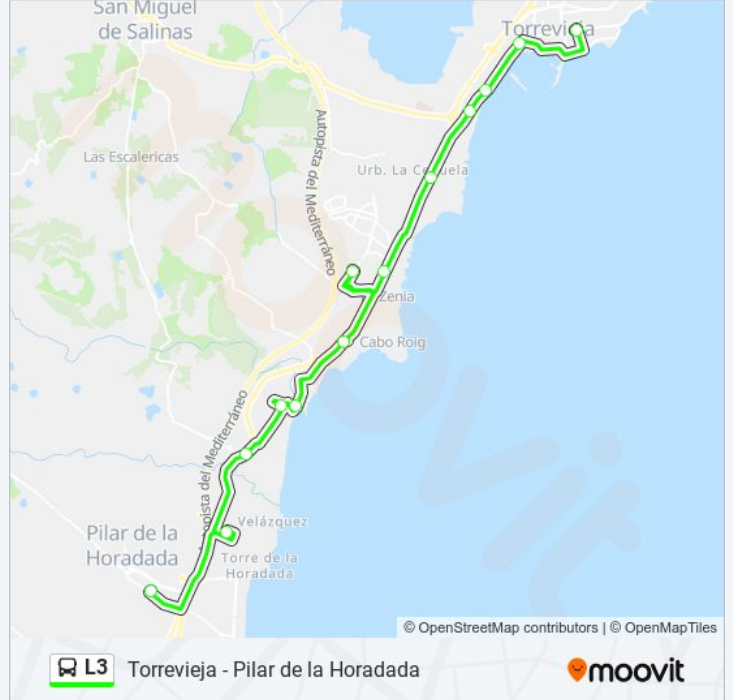 San Miguel
de Salinas
Torrevieja
Las Escalericas
Autopista del Mediterráneo
Urb. La Ceñuela
Zenia
Cabo Roig
Autopista del Mediterráneo
Velázquez
Pilar de la
Horadada
Torre de la
Horadada
© OpenStreetMap contributors | © OpenMapTiles
L3 Torrevieja - Pilar de la Horadada
moovit